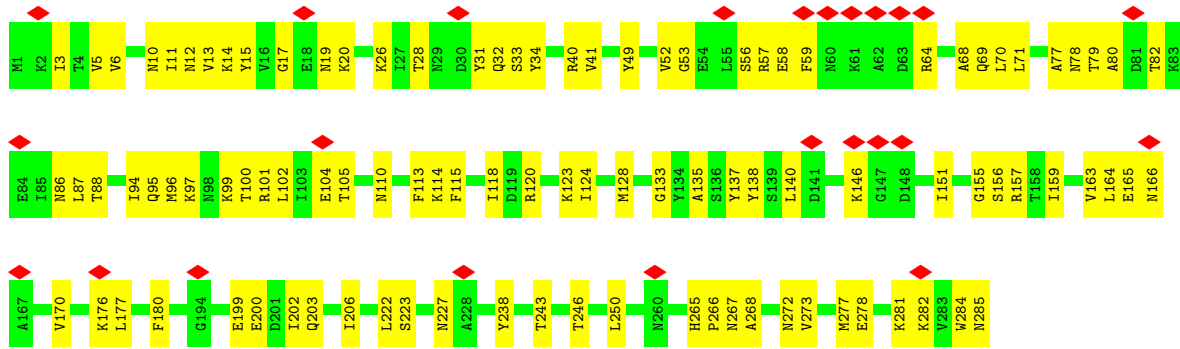 M1 K2 I3 T4 V5 V6 N10 I11 N12 V13 K14 Y15 V16 G17 E18 N19 K20 K26 I27 T28 N29 D30 Y31 Q32 S33 Y34 R40 V41 Y49 V52 G53 E54 L55 S56 R57 E58 F59 N60 K61 A62 D63 R64 A68 Q69 L70 L71 A77 N78 T79 A80 D81 T82 K83
E84 I85 N86 L87 T88 I94 Q95 M96 K97 N98 K99 T100 R101 L102 I103 E104 T105 N110 F113 K114 F115 I118 D119 R120 K123 I124 M128 G133 Y134 A135 S136 Y137 Y138 S139 L140 D141 K146 G147 D148 I151 G155 S156 R157 T158 I159 V163 L164 E165 N166
A167 V170 K176 L177 F180 G194 E199 E200 D201 I202 Q203 I206 L222 S223 N227 A228 Y238 T243 T246 L250 N260 H265 P266 N267 A268 N272 V273 M277 E278 K281 K282 V283 W284 N285